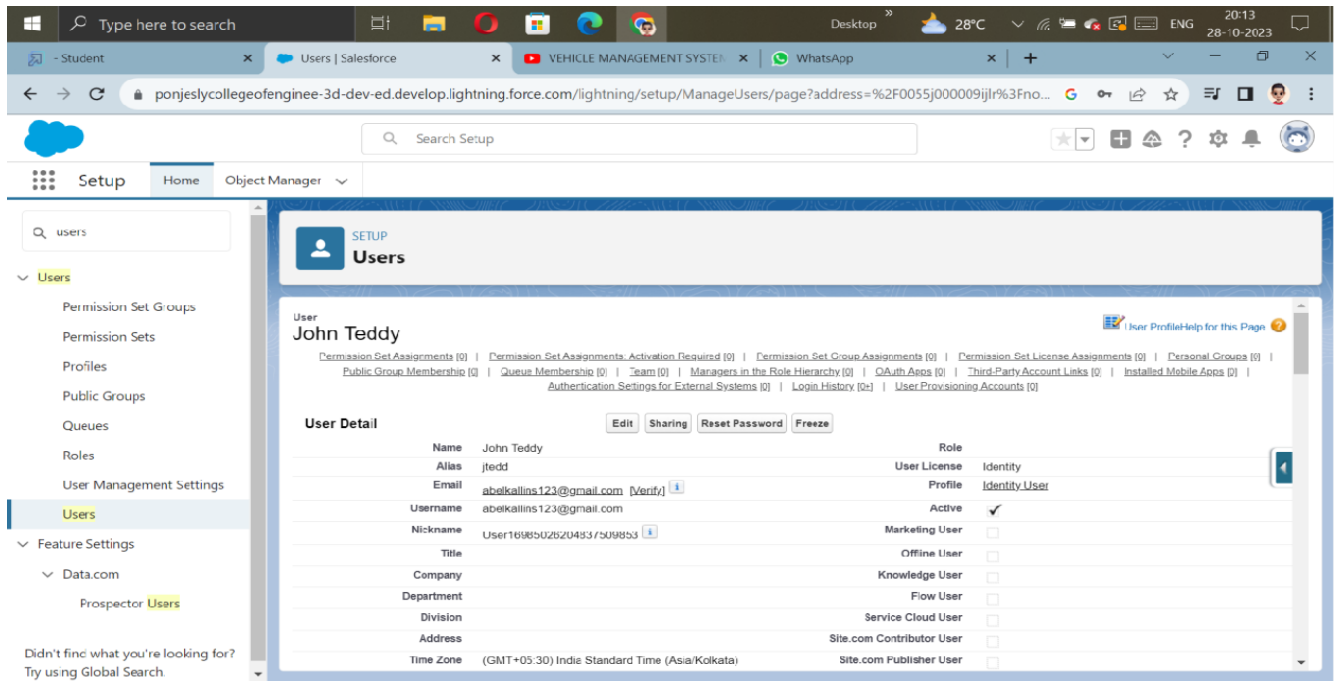 Type here to search
Desktop » 28°C ENG 20:13
28-10-2023
- Student × Users | Salesforce × VEHICLE MANAGEMENT SYSTEM × WhatsApp × +
ponjeslycollegeofenginee-3d-dev-ed.develop.lightning.force.com/lightning/setup/ManageUsers/page?address=%2F0055j000009ijlr%3Fno...
Search Setup
Setup Home Object Manager
users
SETUP
Users
Users
Permission Set Groups
Permission Sets
Profiles
Public Groups
Queues
Roles
User Management Settings
Users
Feature Settings
Data.com
Prospector Users
Didn't find what you're looking for?
Try using Global Search.
User
John Teddy
User Profile Help for this Page
Permission Set Assignments [0] | Permission Set Assignments: Activation Required [0] | Permission Set Group Assignments [0] | Permission Set License Assignments [0] | Personal Groups [0] |
Public Group Membership [0] | Queue Membership [0] | Team [0] | Managers in the Role Hierarchy [0] | OAuth Apps [0] | Third-Party Account Links [0] | Installed Mobile Apps [0] |
Authentication Settings for External Systems [0] | Login History [0+] | User Provisioning Accounts [0]
User Detail Edit Sharing Reset Password Freeze
Name John Teddy Role
Alias jtedd User License Identity
Email abelkallins123@gmail.com [Verify] Profile Identity User
Username abelkallins123@gmail.com Active ✓
Nickname User16985026204837509853 Marketing User
Title Offline User
Company Knowledge User
Department Flow User
Division Service Cloud User
Address Site.com Contributor User
Time Zone (GMT+05:30) India Standard Time (Asia/Kolkata) Site.com Publisher User